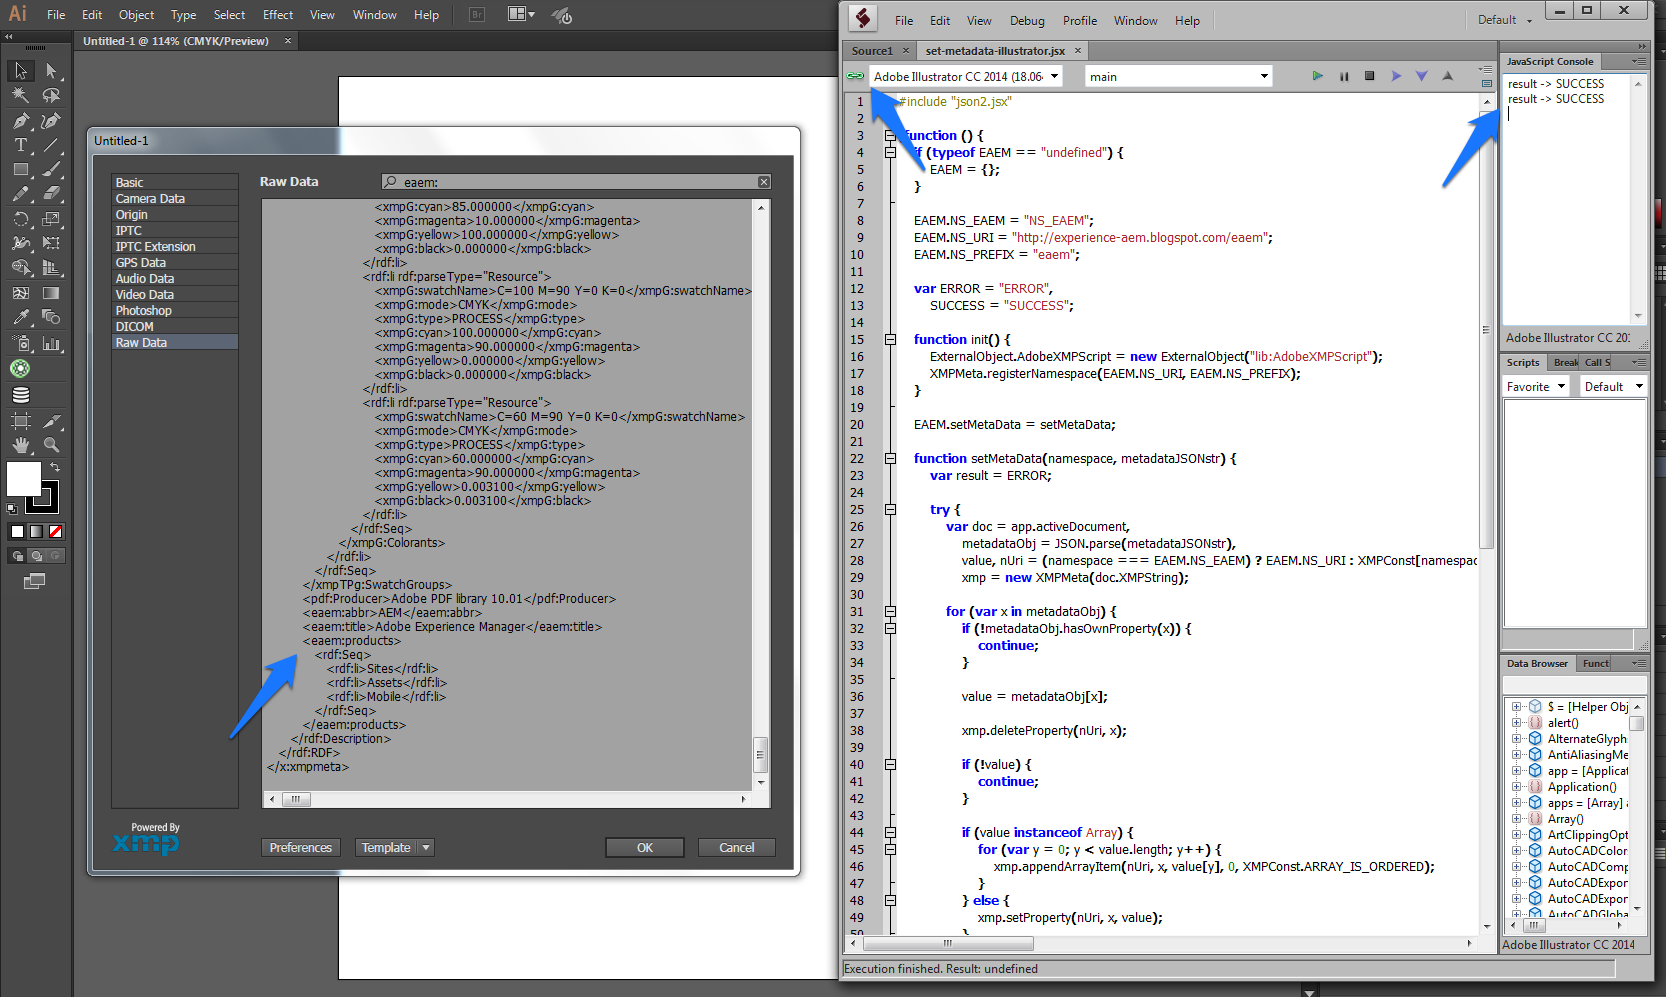 Ai File Edit Object Type Select Effect View Window Help Br
Untitled-1 @ 114% (CMYK/Preview) ×
Untitled-1
Basic
Camera Data
Origin
IPTC
IPTC Extension
GPS Data
Audio Data
Video Data
Photoshop
DICOM
Raw Data
Raw Data
eaem:
<xmpG:cyan>85.000000</xmpG:cyan>
<xmpG:magenta>10.000000</xmpG:magenta>
<xmpG:yellow>100.000000</xmpG:yellow>
<xmpG:black>0.000000</xmpG:black>
</rdf:li>
<rdf:li rdf:parseType="Resource">
<xmpG:swatchName>C=100 M=90 Y=0 K=0</xmpG:swatchName>
<xmpG:mode>CMYK</xmpG:mode>
<xmpG:type>PROCESS</xmpG:type>
<xmpG:cyan>100.000000</xmpG:cyan>
<xmpG:magenta>90.000000</xmpG:magenta>
<xmpG:yellow>0.000000</xmpG:yellow>
<xmpG:black>0.000000</xmpG:black>
</rdf:li>
<rdf:li rdf:parseType="Resource">
<xmpG:swatchName>C=60 M=90 Y=0 K=0</xmpG:swatchName>
<xmpG:mode>CMYK</xmpG:mode>
<xmpG:type>PROCESS</xmpG:type>
<xmpG:cyan>60.000000</xmpG:cyan>
<xmpG:magenta>90.000000</xmpG:magenta>
<xmpG:yellow>0.003100</xmpG:yellow>
<xmpG:black>0.003100</xmpG:black>
</rdf:li>
</rdf:Seq>
</xmpG:Colorants>
</rdf:li>
</rdf:Seq>
</xmpTPg:SwatchGroups>
<pdf:Producer>Adobe PDF library 10.01</pdf:Producer>
<eaem:abbr>AEM</eaem:abbr>
<eaem:title>Adobe Experience Manager</eaem:title>
<eaem:products>
<rdf:Seq>
<rdf:li>Sites</rdf:li>
<rdf:li>Assets</rdf:li>
<rdf:li>Mobile</rdf:li>
</rdf:Seq>
</eaem:products>
</rdf:Description>
</rdf:RDF>
</x:xmpmeta>
Powered By
xmp
Preferences Template OK Cancel
File Edit View Debug Profile Window Help Default
Source1 × set-metadata-illustrator.jsx ×
Adobe Illustrator CC 2014 (18.06 main
1 #include "json2.jsx"
2
3 function () {
4 if (typeof EAEM == "undefined") {
5 EAEM = {};
6 }
7
8 EAEM.NS_EAEM = "NS_EAEM";
9 EAEM.NS_URI = "http://experience-aem.blogspot.com/eaem";
10 EAEM.NS_PREFIX = "eaem";
11
12 var ERROR = "ERROR",
13 SUCCESS = "SUCCESS";
14
15 function init() {
16 ExternalObject.AdobeXMPScript = new ExternalObject("lib:AdobeXMPScript");
17 XMPMeta.registerNamespace(EAEM.NS_URI, EAEM.NS_PREFIX);
18 }
19
20 EAEM.setMetaData = setMetaData;
21
22 function setMetaData(namespace, metadataJSONstr) {
23 var result = ERROR;
24
25 try {
26 var doc = app.activeDocument,
27 metadataObj = JSON.parse(metadataJSONstr),
28 value, nUri = (namespace === EAEM.NS_EAEM) ? EAEM.NS_URI : XMPConst[namespac
29 xmp = new XMPMeta(doc.XMPString);
30
31 for (var x in metadataObj) {
32 if (!metadataObj.hasOwnProperty(x)) {
33 continue;
34 }
35
36 value = metadataObj[x];
37
38 xmp.deleteProperty(nUri, x);
39
40 if (!value) {
41 continue;
42 }
43
44 if (value instanceof Array) {
45 for (var y = 0; y < value.length; y++) {
46 xmp.appendArrayItem(nUri, x, value[y], 0, XMPConst.ARRAY_IS_ORDERED);
47 }
48 } else {
49 xmp.setProperty(nUri, x, value);
50 }
Execution finished. Result: undefined
JavaScript Console
result -> SUCCESS
result -> SUCCESS
Adobe Illustrator CC 201
Scripts Break Call S
Favorite Default
Data Browser Funct
$ = [Helper Obj
alert()
AlternateGlyph
AntiAliasingMe
app = [Applicat
Application()
apps = [Array] a
Array()
ArtClippingOpt
AutoCADColor
AutoCADComp
AutoCADExpor
AutoCADExpor
AutoCADGloba
Adobe Illustrator CC 2014